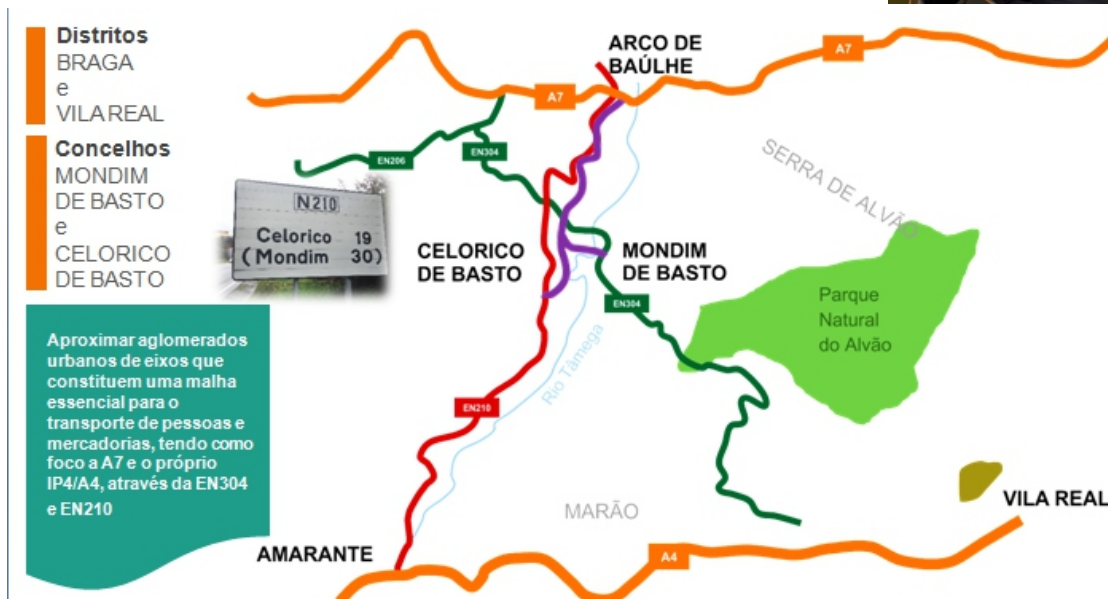 Distritos
BRAGA
e
VILA REAL
Concelhos
MONDIM
DE BASTO
e
CELORICO
DE BASTO
Aproximar aglomerados
urbanos de eixos que
constituem uma malha
essencial para o
transporte de pessoas e
mercadorias, tendo como
foco a A7 e o próprio
IP4/A4, através da EN304
e EN210
ARCO DE
BAÚLHE
A7
A7
EN206
EN304
SERRA DE ALVÃO
N210
Celorico 19
(Mondim 30)
CELORICO
DE BASTO
MONDIM
DE BASTO
EN304
Parque
Natural
do Alvão
Rio Tâmega
EN210
MARÃO
VILA REAL
AMARANTE
A4